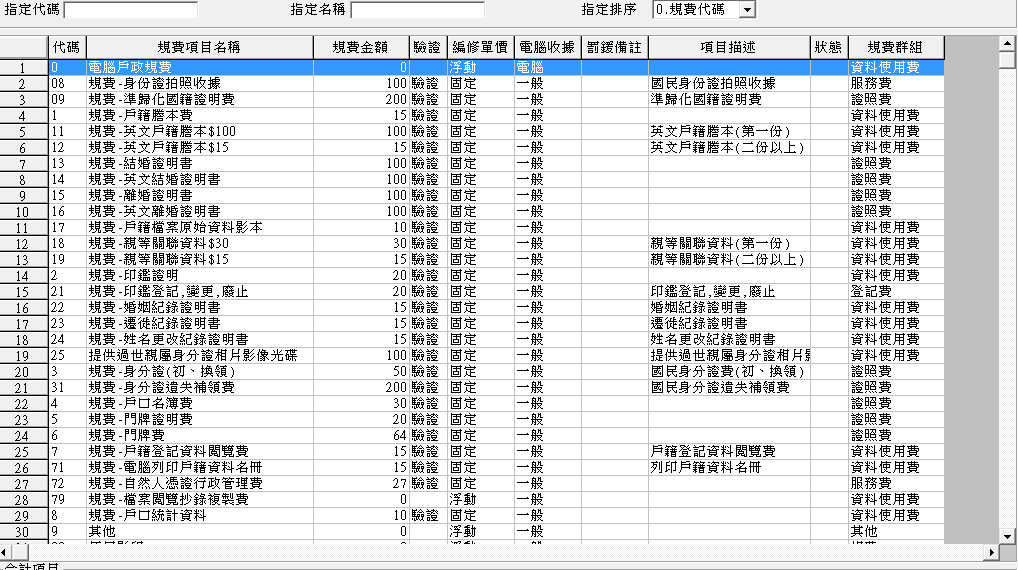 指定代碼 指定名稱 指定排序 0.規費代碼
代碼 規費項目名稱 規費金額 驗證 編修單價 電腦收據 罰鍰備註 項目描述 狀態 規費群組
1 0 電腦戶政規費 0 浮動 電腦 資料使用費
2 08 規費-身份證拍照收據 100 驗證 固定 一般 國民身份證拍照收據 服務費
3 09 規費-準歸化國籍證明費 200 驗證 固定 一般 準歸化國籍證明費 證照費
4 1 規費-戶籍謄本費 15 驗證 固定 一般 資料使用費
5 11 規費-英文戶籍謄本$100 100 驗證 固定 一般 英文戶籍謄本(第一份) 資料使用費
6 12 規費-英文戶籍謄本$15 15 驗證 固定 一般 英文戶籍謄本(二份以上) 資料使用費
7 13 規費-結婚證明書 100 驗證 固定 一般 證照費
8 14 規費-英文結婚證明書 100 驗證 固定 一般 證照費
9 15 規費-離婚證明書 100 驗證 固定 一般 證照費
10 16 規費-英文離婚證明書 100 驗證 固定 一般 證照費
11 17 規費-戶籍檔案原始資料影本 10 驗證 固定 一般 資料使用費
12 18 規費-親等關聯資料$30 30 驗證 固定 一般 親等關聯資料(第一份) 資料使用費
13 19 規費-親等關聯資料$15 15 驗證 固定 一般 親等關聯資料(二份以上) 資料使用費
14 2 規費-印鑑證明 20 驗證 固定 一般 資料使用費
15 21 規費-印鑑登記,變更,廢止 20 驗證 固定 一般 印鑑登記,變更,廢止 登記費
16 22 規費-婚姻紀錄證明書 15 驗證 固定 一般 婚姻紀錄證明書 資料使用費
17 23 規費-遷徙紀錄證明書 15 驗證 固定 一般 遷徙紀錄證明書 資料使用費
18 24 規費-姓名更改紀錄證明書 15 驗證 固定 一般 姓名更改紀錄證明書 資料使用費
19 25 提供過世親屬身分證相片影像光碟 100 驗證 固定 一般 提供過世親屬身分證相片 資料使用費
20 3 規費-身分證(初、換領) 50 驗證 固定 一般 國民身分證費(初、換領) 證照費
21 31 規費-身分證遺失補領費 200 驗證 固定 一般 國民身分證遺失補領費 證照費
22 4 規費-戶口名簿費 30 驗證 固定 一般 證照費
23 5 規費-門牌證明費 20 驗證 固定 一般 證照費
24 6 規費-門牌費 64 驗證 固定 一般 證照費
25 7 規費-戶籍登記資料閱覽費 15 驗證 固定 一般 戶籍登記資料閱覽費 資料使用費
26 71 規費-電腦列印戶籍資料名冊 15 驗證 固定 一般 列印戶籍資料名冊 資料使用費
27 72 規費-自然人憑證行政管理費 27 驗證 固定 一般 服務費
28 79 規費-檔案閱覽抄錄複製費 0 浮動 一般 資料使用費
29 8 規費-戶口統計資料 10 驗證 固定 一般 資料使用費
30 9 其他 0 浮動 一般 其他